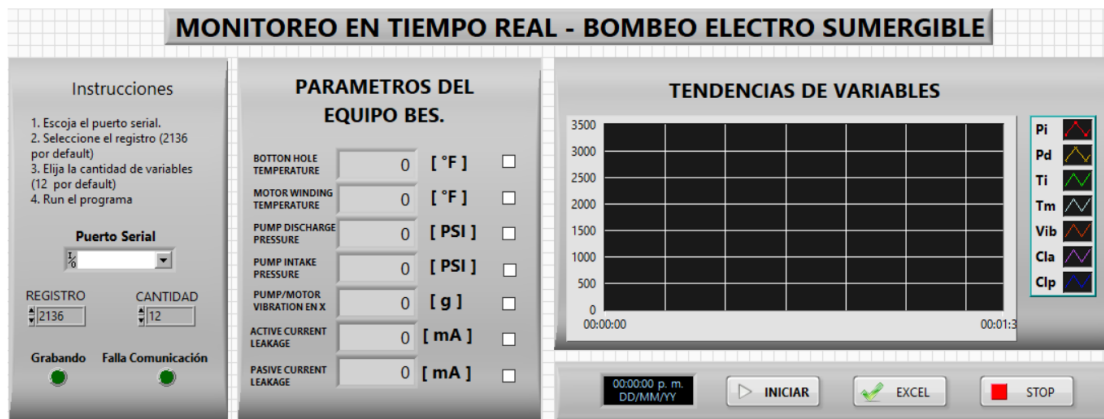 MONITOREO EN TIEMPO REAL - BOMBEO ELECTRO SUMERGIBLE
Instrucciones
1. Escoja el puerto serial.
2. Seleccione el registro (2136
por default)
3. Elija la cantidad de variables
(12 por default)
4. Run el programa
Puerto Serial
I/O
REGISTRO CANTIDAD
2136 12
Grabando Falla Comunicación
PARAMETROS DEL
EQUIPO BES.
BOTTON HOLE
TEMPERATURE 0 [ °F ]
MOTOR WINDING
TEMPERATURE 0 [ °F ]
PUMP DISCHARGE
PRESSURE 0 [ PSI ]
PUMP INTAKE
PRESSURE 0 [ PSI ]
PUMP/MOTOR
VIBRATION EN X 0 [ g ]
ACTIVE CURRENT
LEAKAGE 0 [ mA ]
PASIVE CURRENT
LEAKAGE 0 [ mA ]
TENDENCIAS DE VARIABLES
3500
3000
2500
2000
1500
1000
500
0
00:00:00 00:01:3
Pi
Pd
Ti
Tm
Vib
Cla
Clp
00:00:00 p. m.
DD/MM/YY
INICIAR
EXCEL
STOP